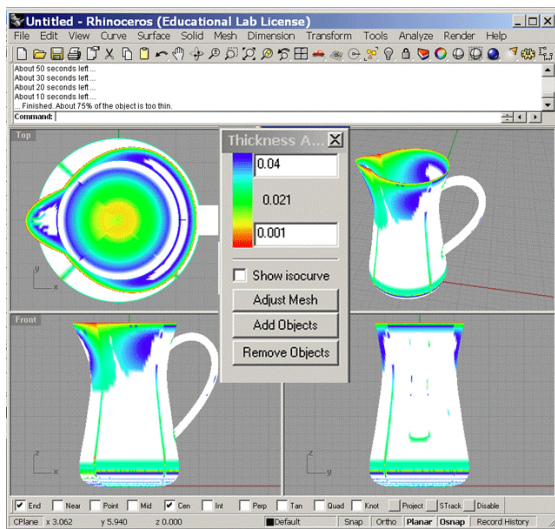 Untitled - Rhinoceros (Educational Lab License)
File Edit View Curve Surface Solid Mesh Dimension Transform Tools Analyze Render Help
About 50 seconds left...
About 30 seconds left...
About 20 seconds left...
About 10 seconds left...
... Finished. About 75% of the object is too thin.
Command:
Top
Thickness A...
0.04
0.021
0.001
Show isocurve
Adjust Mesh
Add Objects
Remove Objects
y
x
Front
z
x
z
y
End Near Point Mid Cen Int Perp Tan Quad Knot Project STrack Disable
CPlane x 3.062 y 5.940 z 0.000 Default Snap Ortho Planar Osnap Record History